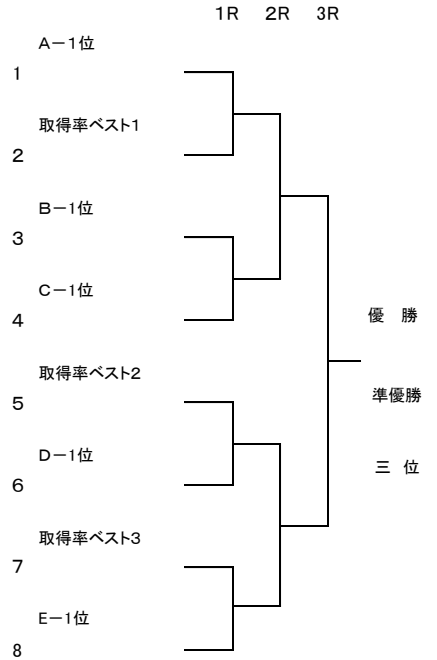 1R 2R 3R
A－1位
1
取得率ベスト1
2
B－1位
3
C－1位
4
優　勝
取得率ベスト2
準優勝
5
D－1位
三　位
6
取得率ベスト3
7
E－1位
8